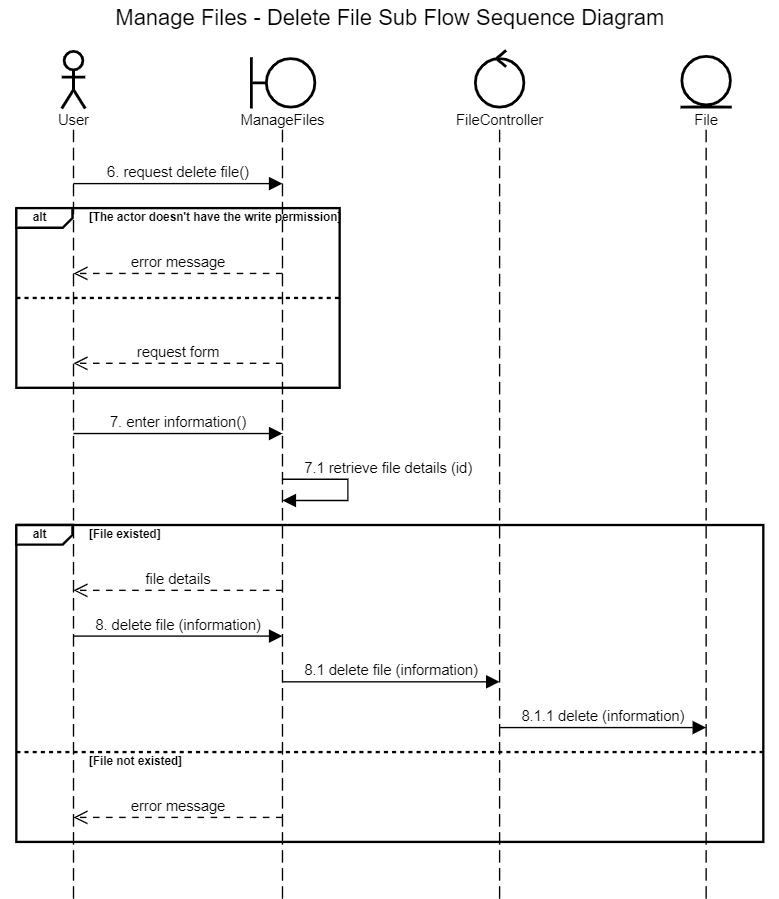 Manage Files - Delete File Sub Flow Sequence Diagram
User
ManageFiles
FileController
File
6. request delete file()
alt
[The actor doesn't have the write permission]
error message
request form
7. enter information()
7.1 retrieve file details (id)
alt
[File existed]
file details
8. delete file (information)
8.1 delete file (information)
8.1.1 delete (information)
[File not existed]
error message